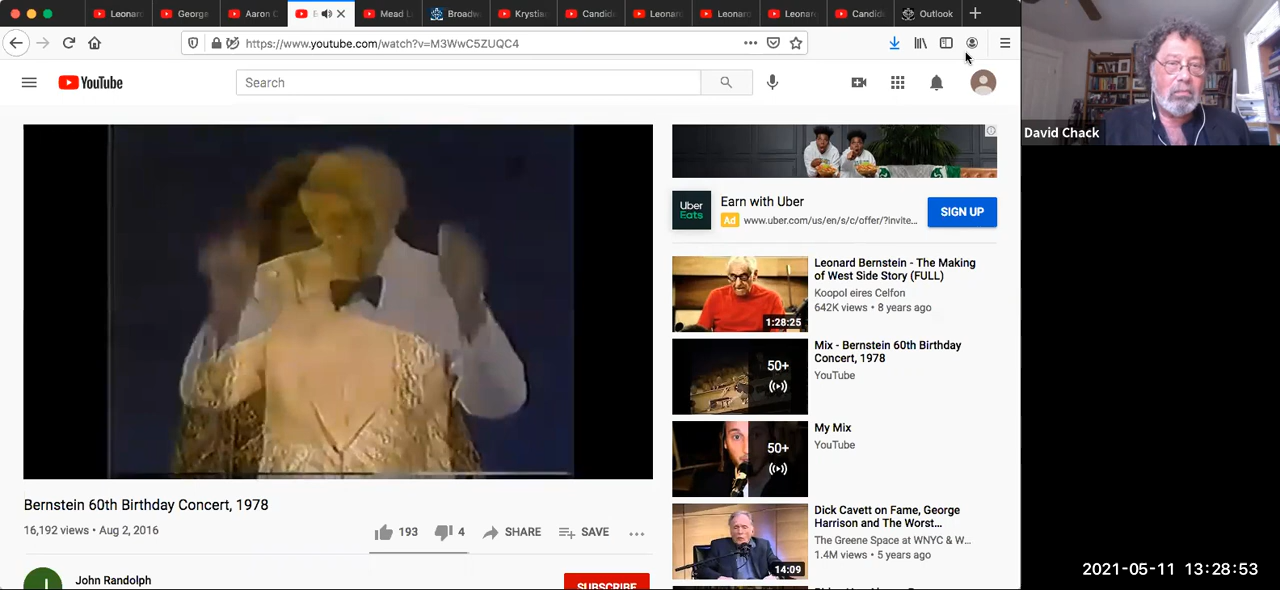 Leonar
George
Aaron C
E
Mead L
Broadw
Krystia
Candid
Leonar
Leonar
Leonar
Candid
Outlook
https://www.youtube.com/watch?v=M3WwC5ZUQC4
YouTube
Search
David Chack
Uber
Eats
Earn with Uber
Ad www.uber.com/us/en/s/c/offer/?invite...
SIGN UP
Leonard Bernstein - The Making
of West Side Story (FULL)
Koopol eires Celfon
642K views • 8 years ago
1:28:25
50+
Mix - Bernstein 60th Birthday
Concert, 1978
YouTube
50+
My Mix
YouTube
Dick Cavett on Fame, George
Harrison and The Worst...
The Greene Space at WNYC & W...
1.4M views • 5 years ago
14:09
Bernstein 60th Birthday Concert, 1978
16,192 views • Aug 2, 2016
193
4
SHARE
SAVE
J
John Randolph
SUBSCRIBE
2021-05-11 13:28:53